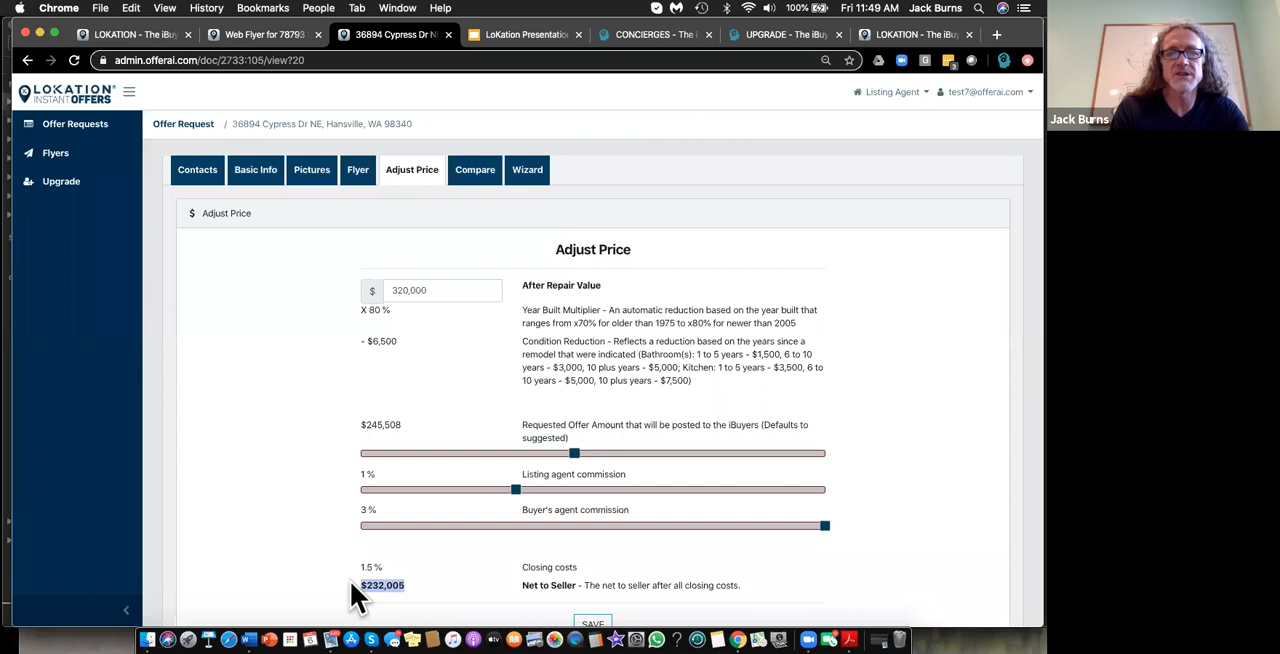 Chrome File Edit View History Bookmarks People Tab Window Help 100% Fri 11:49 AM Jack Burns
LOKATION - The iBuy
Web Flyer for 78793
36894 Cypress Dr N
LoKation Presentatio
CONCIERGES - The i
UPGRADE - The iBuy
LOKATION - The iBuy
admin.offerai.com/doc/2733:105/view?20
LOKATION
INSTANT OFFERS
Listing Agent
test7@offerai.com
Jack Burns
Offer Requests
Flyers
Upgrade
Offer Request / 36894 Cypress Dr NE, Hansville, WA 98340
Contacts Basic Info Pictures Flyer Adjust Price Compare Wizard
$ Adjust Price
Adjust Price
$ 320,000 After Repair Value
X 80 % Year Built Multiplier - An automatic reduction based on the year built that
ranges from x70% for older than 1975 to x80% for newer than 2005
- $6,500 Condition Reduction - Reflects a reduction based on the years since a
remodel that were indicated (Bathroom(s): 1 to 5 years - $1,500, 6 to 10
years - $3,000, 10 plus years - $5,000; Kitchen: 1 to 5 years - $3,500, 6 to
10 years - $5,000, 10 plus years - $7,500)
$245,508 Requested Offer Amount that will be posted to the iBuyers (Defaults to
suggested)
1 % Listing agent commission
3 % Buyer's agent commission
1.5 % Closing costs
$232,005 Net to Seller - The net to seller after all closing costs.
SAVE